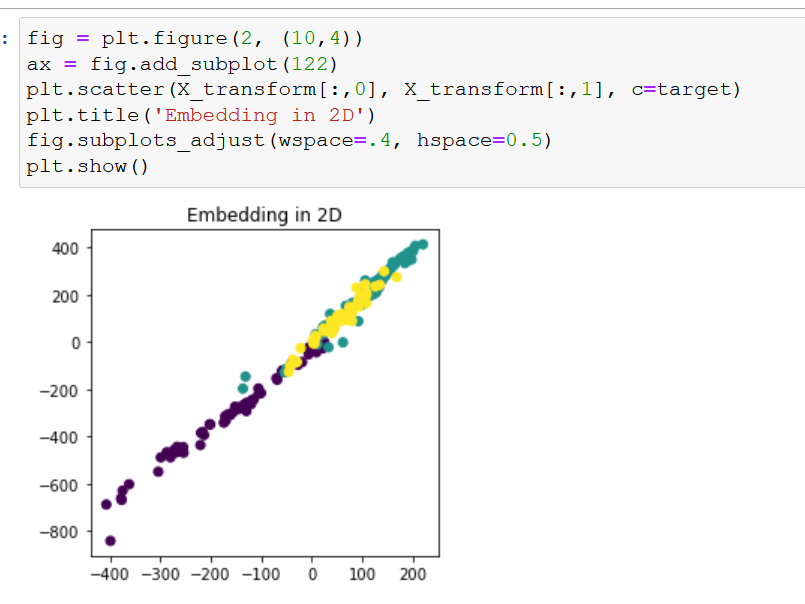 :
fig = plt.figure(2, (10,4))
ax = fig.add_subplot(122)
plt.scatter(X_transform[:,0], X_transform[:,1], c=target)
plt.title('Embedding in 2D')
fig.subplots_adjust(wspace=.4, hspace=0.5)
plt.show()
Embedding in 2D
400
200
0
−200
−400
−600
−800
−400 −300 −200 −100 0 100 200